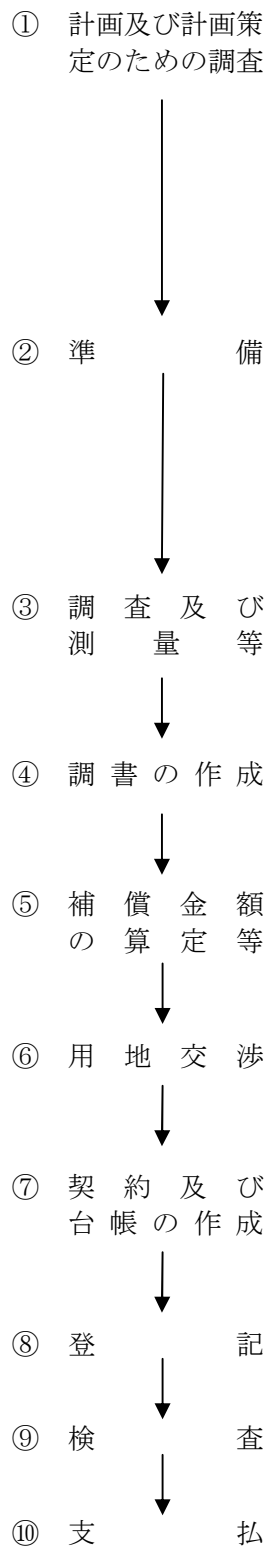 ① 計画及び計画策
定のための調査
② 準備
③ 調査及び
測量等
④ 調書の作成
⑤ 補償金額
の算定等
⑥ 用地交渉
⑦ 契約及び
台帳の作成
⑧ 登記
⑨ 検査
⑩ 支払